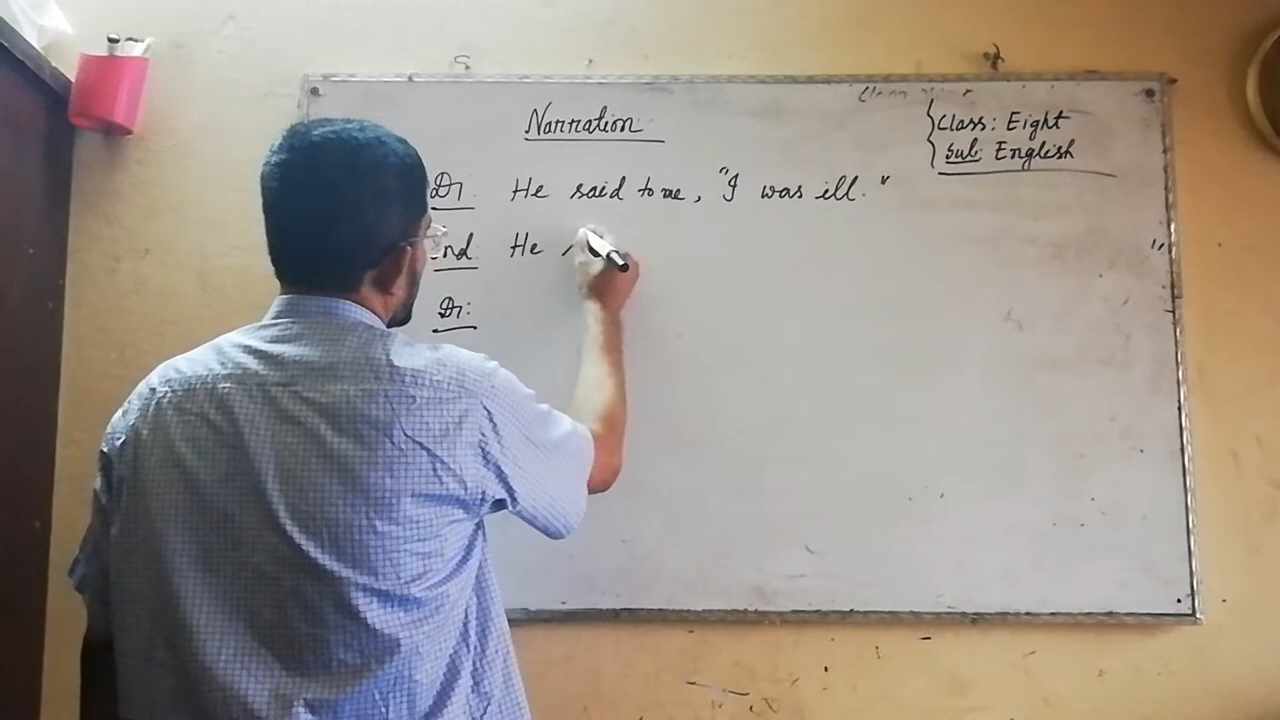 Narration
Class: Eight
Sub: English
Dr: He said to me, "I was ill."
Ind: He
Dr: